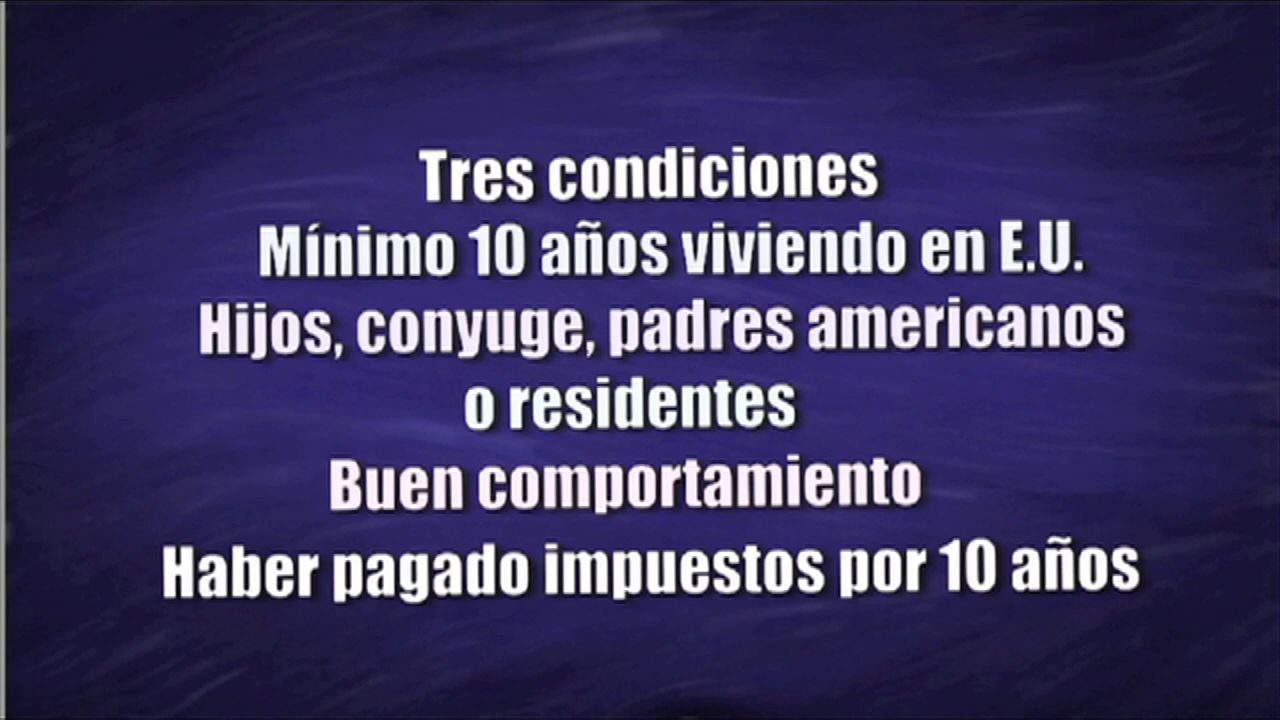 Tres condiciones
Mínimo 10 años viviendo en E.U.
Hijos, conyuge, padres americanos
o residentes
Buen comportamiento
Haber pagado impuestos por 10 años